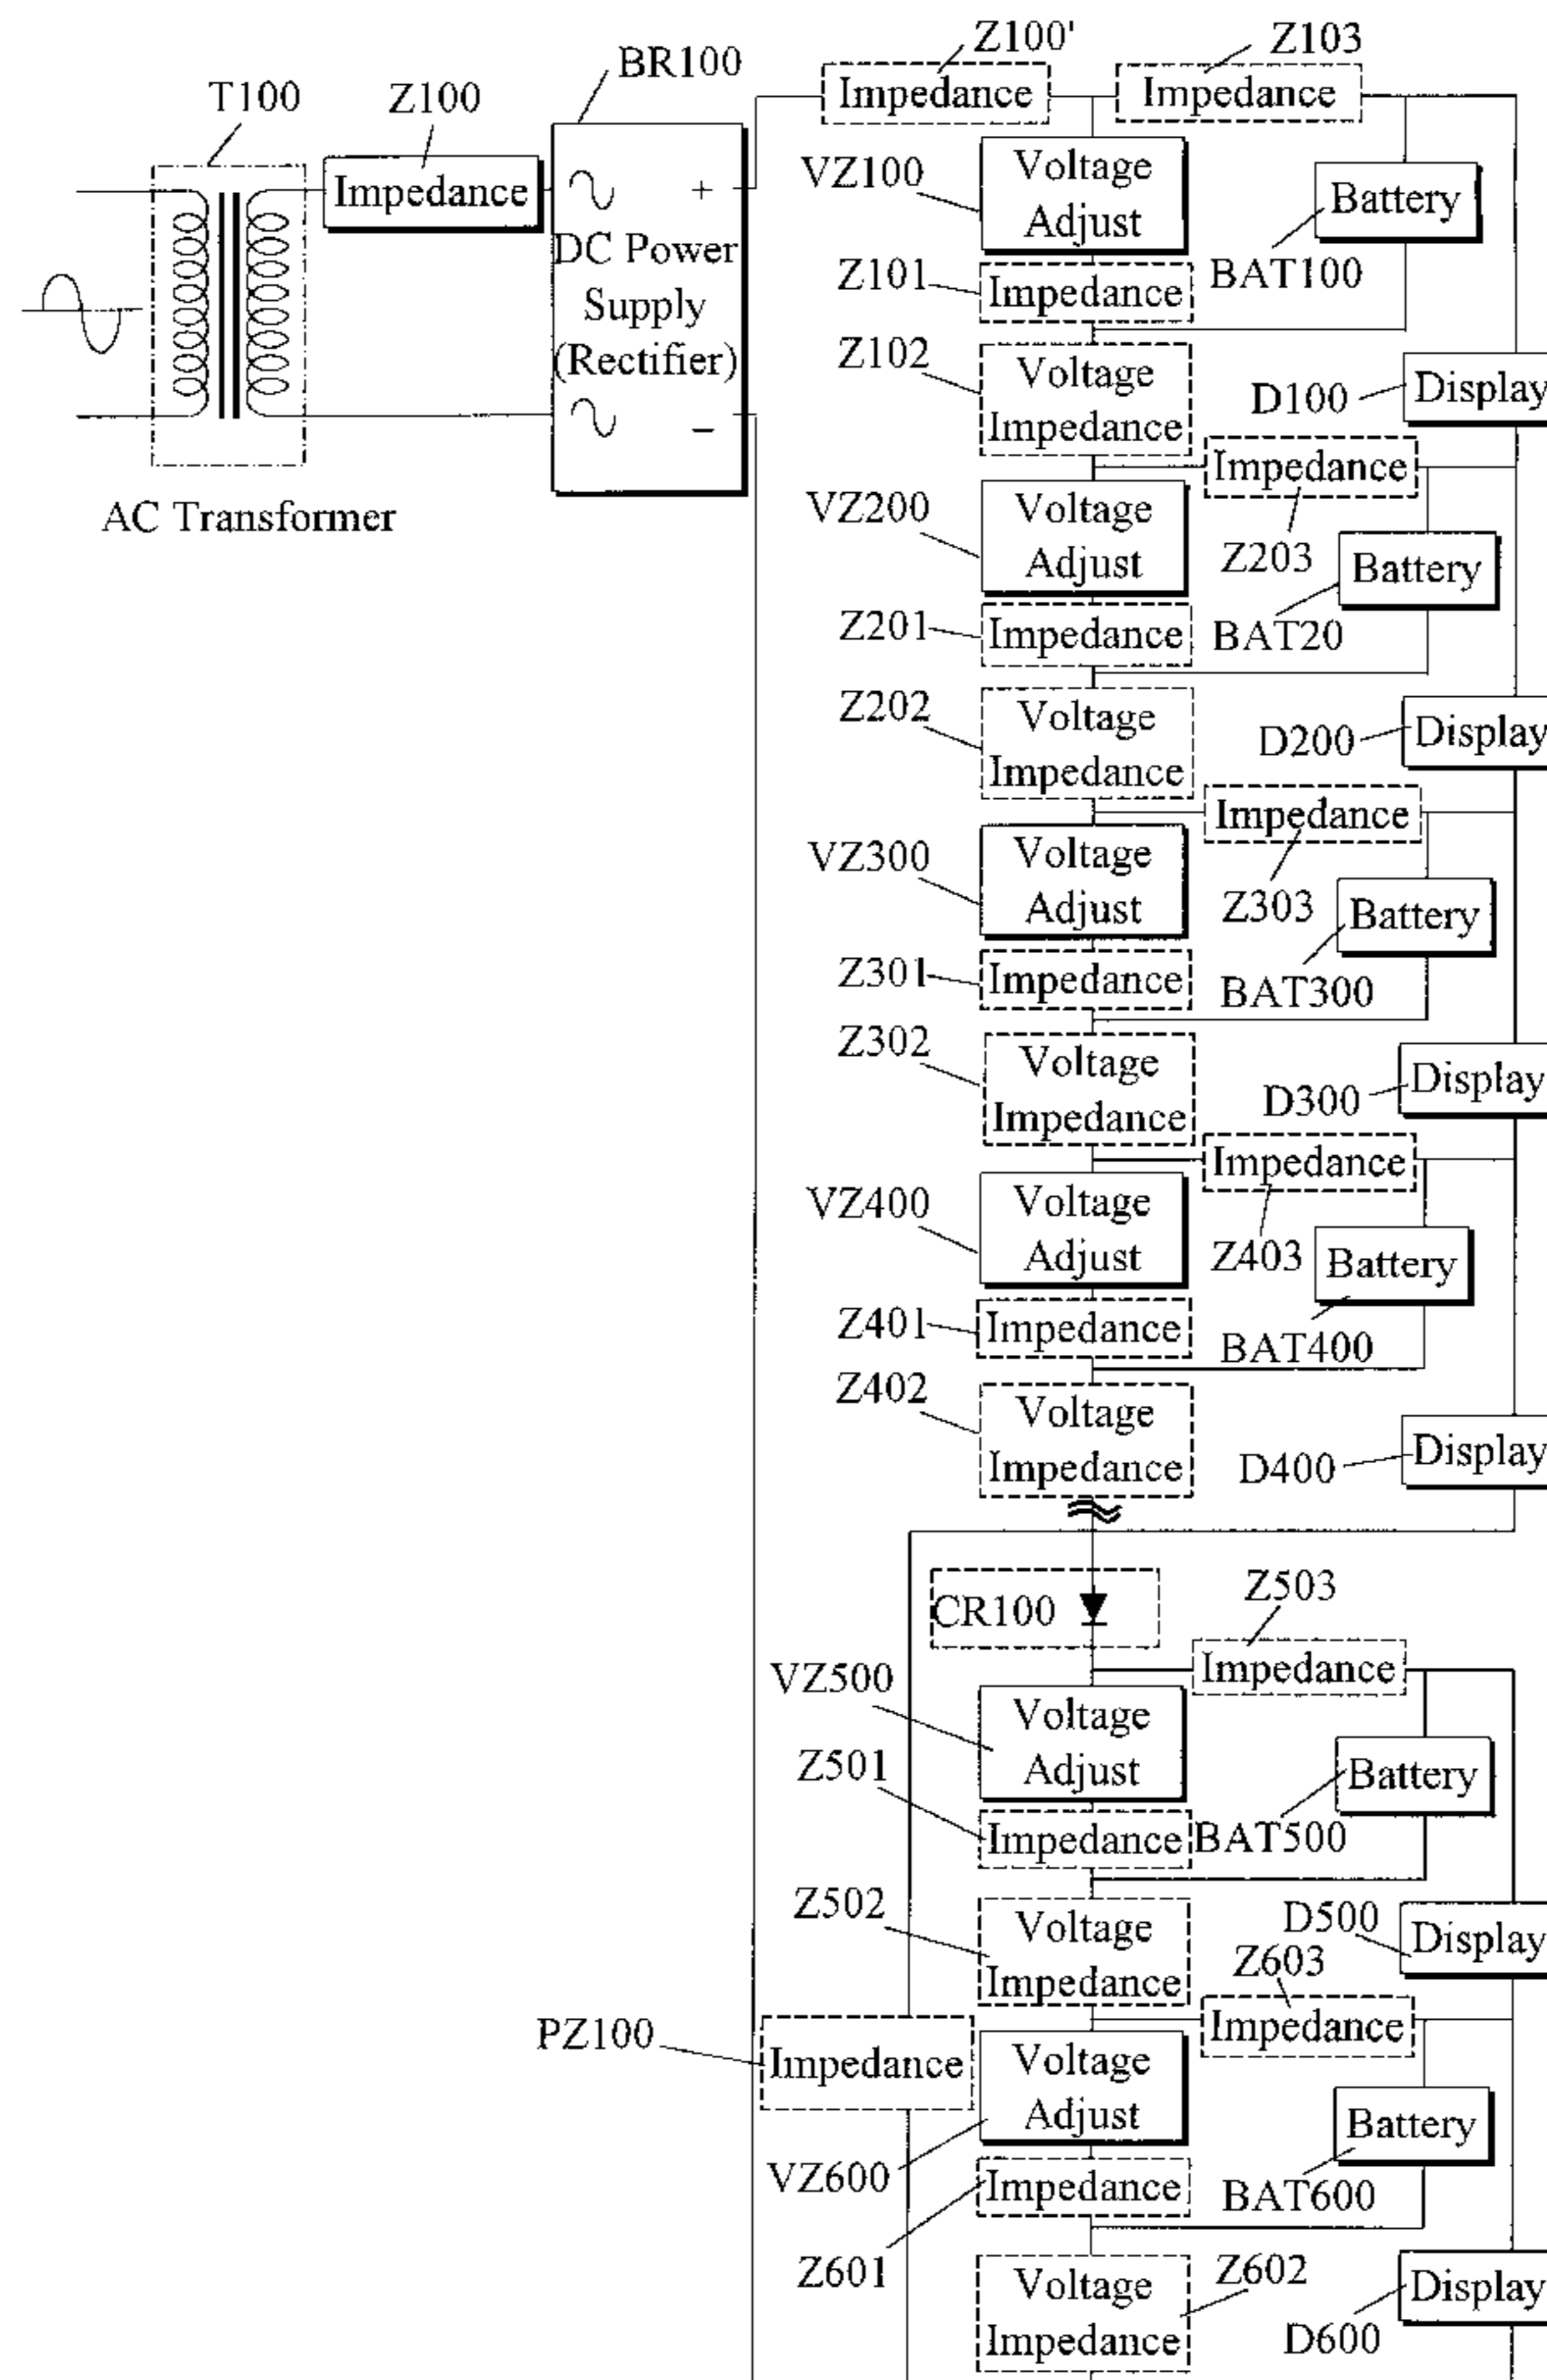 Z100'
Z103
BR100
T100
Z100
Impedance
Impedance
Impedance
+
DC Power
Supply
(Rectifier)
−
AC Transformer
VZ100
Voltage
Adjust
Battery
BAT100
Z101
Impedance
Z102
Voltage
Impedance
D100
Display
Impedance
Z203
VZ200
Voltage
Adjust
Battery
BAT20
Z201
Impedance
Z202
Voltage
Impedance
D200
Display
Impedance
Z303
VZ300
Voltage
Adjust
Battery
BAT300
Z301
Impedance
Z302
Voltage
Impedance
D300
Display
Impedance
Z403
VZ400
Voltage
Adjust
Battery
BAT400
Z401
Impedance
Z402
Voltage
Impedance
D400
Display
CR100
Z503
Impedance
VZ500
Voltage
Adjust
Battery
BAT500
Z501
Impedance
Z502
Voltage
Impedance
D500
Display
Z603
Impedance
PZ100
Impedance
VZ600
Voltage
Adjust
Battery
BAT600
Z601
Impedance
Z602
Voltage
Impedance
D600
Display